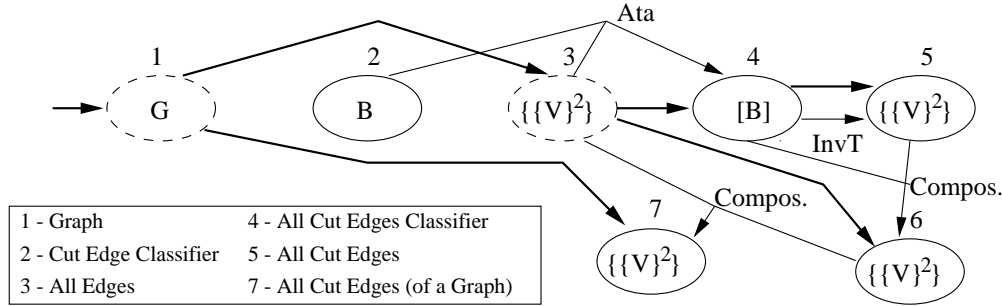 Ata
1 2 3 4 5
G B {{V}²} [B] {{V}²}
InvT
Compos. Compos.
7 6
{{V}²} {{V}²}
1 - Graph 4 - All Cut Edges Classifier
2 - Cut Edge Classifier 5 - All Cut Edges
3 - All Edges 7 - All Cut Edges (of a Graph)